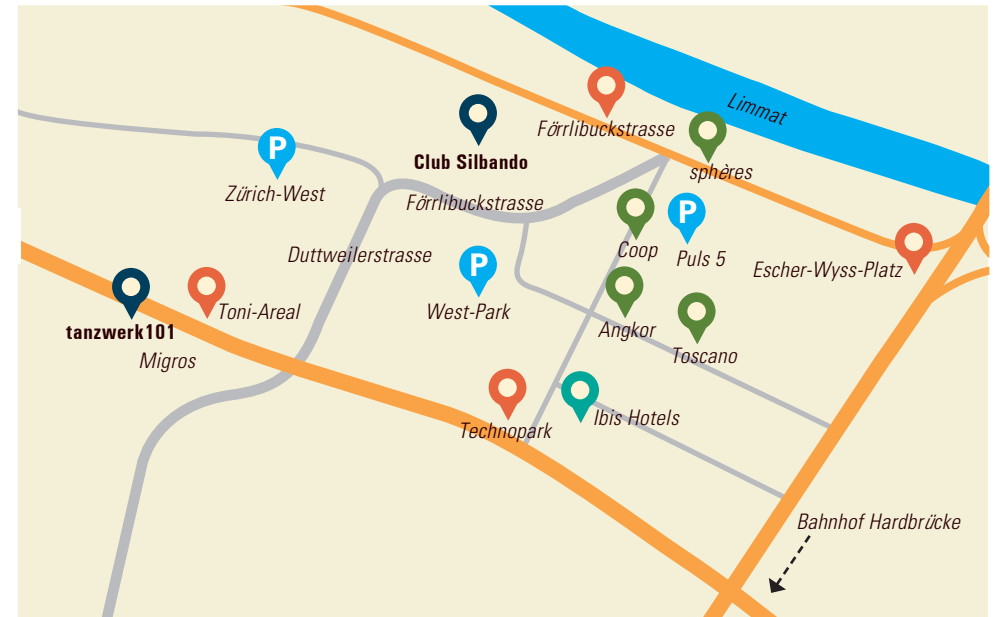 Limmat
Förrlibuckstrasse
Club Silbando
sphères
P
Zürich-West
Förrlibuckstrasse
P
Coop
Puls 5
Duttweilerstrasse
Escher-Wyss-Platz
P
West-Park
Toni-Areal
tanzwerk101
Migros
Angkor
Toscano
Ibis Hotels
Technopark
Bahnhof Hardbrücke